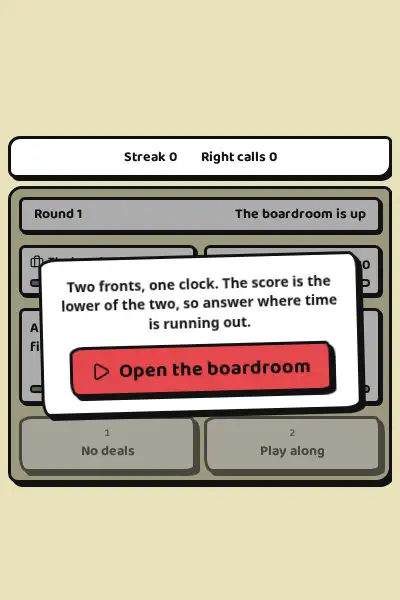 Streak 0 Right calls 0
Round 1 The boardroom is up
Two fronts, one clock. The score is the
lower of the two, so answer where time
is running out.
Open the boardroom
1
No deals
2
Play along